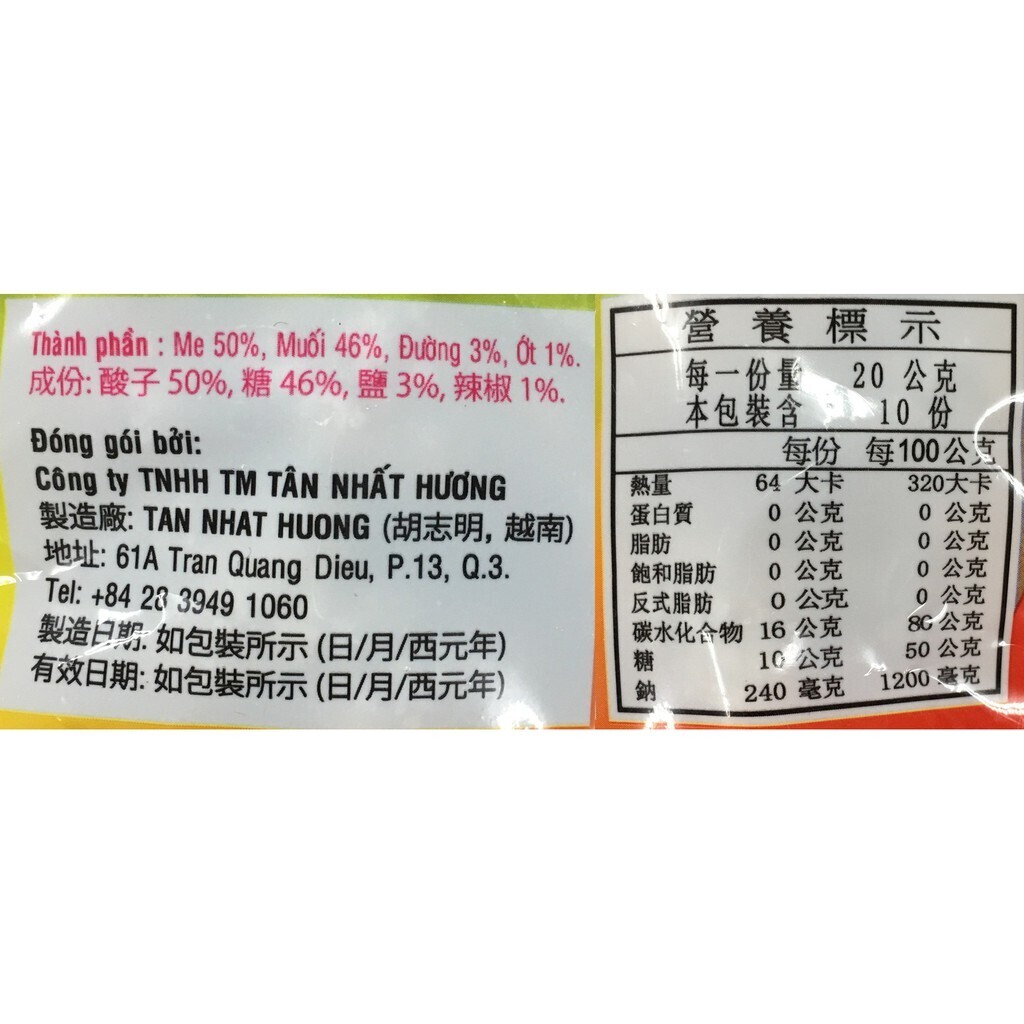 Thành phần : Me 50%, Muối 46%, Đường 3%, Ớt 1%.
成份: 酸子 50%, 糖 46%, 鹽 3%, 辣椒 1%.
Đóng gói bởi:
Công ty TNHH TM TÂN NHẤT HƯƠNG
製造廠: TAN NHAT HUONG (胡志明, 越南)
地址: 61A Tran Quang Dieu, P.13, Q.3.
Tel: +84 28 3949 1060
製造日期: 如包裝所示 (日/月/西元年)
有效日期: 如包裝所示 (日/月/西元年)
營養標示
每一份量 20 公克
本包裝含 10 份
每份 每100公克
熱量 64 大卡 320大卡
蛋白質 0 公克 0 公克
脂肪 0 公克 0 公克
飽和脂肪 0 公克 0 公克
反式脂肪 0 公克 0 公克
碳水化合物 16 公克 80 公克
糖 10 公克 50 公克
鈉 240 毫克 1200 毫克